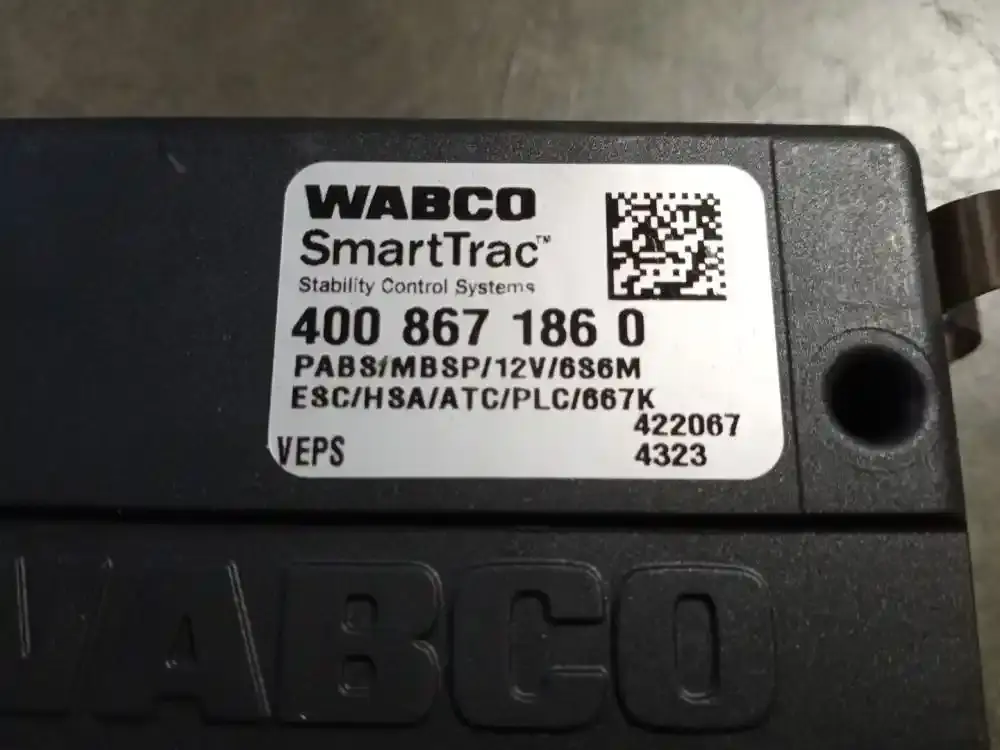 WABCO
SmartTrac™
Stability Control Systems
400 867 186 0
PABS/MBSP/12V/6S6M
ESC/HSA/ATC/PLC/667K
422067
VEPS 4323
WABCO